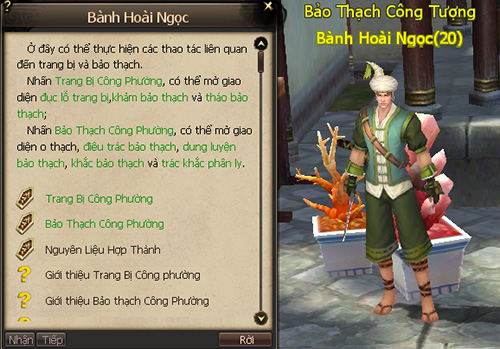 Bành Hoài Ngọc
Ở đây có thể thực hiện các thao tác liên quan
đến trang bị và bảo thạch.
Nhấn Trang Bị Công Phường, có thể mở giao
diện đục lỗ trang bị,khảm bảo thạch và tháo bảo
thạch;
Nhấn Bảo Thạch Công Phường, có thể mở giao
diện o thạch, điêu trác bảo thạch, dung luyện
bảo thạch, khắc bảo thạch và trác khắc phân ly.
Trang Bị Công Phường
Bảo Thạch Công Phường
Nguyên Liệu Hợp Thành
Giới thiệu Trang Bị Công phường
Giới thiệu Bảo thạch Công Phường
Nhận Tiếp Rời
Bảo Thạch Công Tượng
Bành Hoài Ngọc(20)